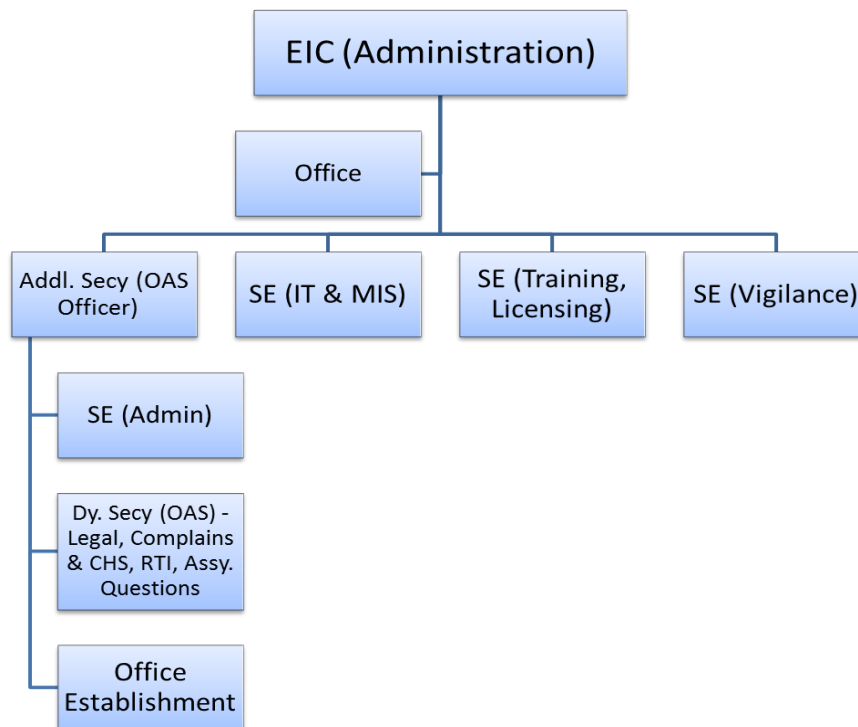 EIC (Administration)
Office
Addl. Secy (OAS
Officer)
SE (IT & MIS)
SE (Training,
Licensing)
SE (Vigilance)
SE (Admin)
Dy. Secy (OAS) -
Legal, Complains
& CHS, RTI, Assy.
Questions
Office
Establishment